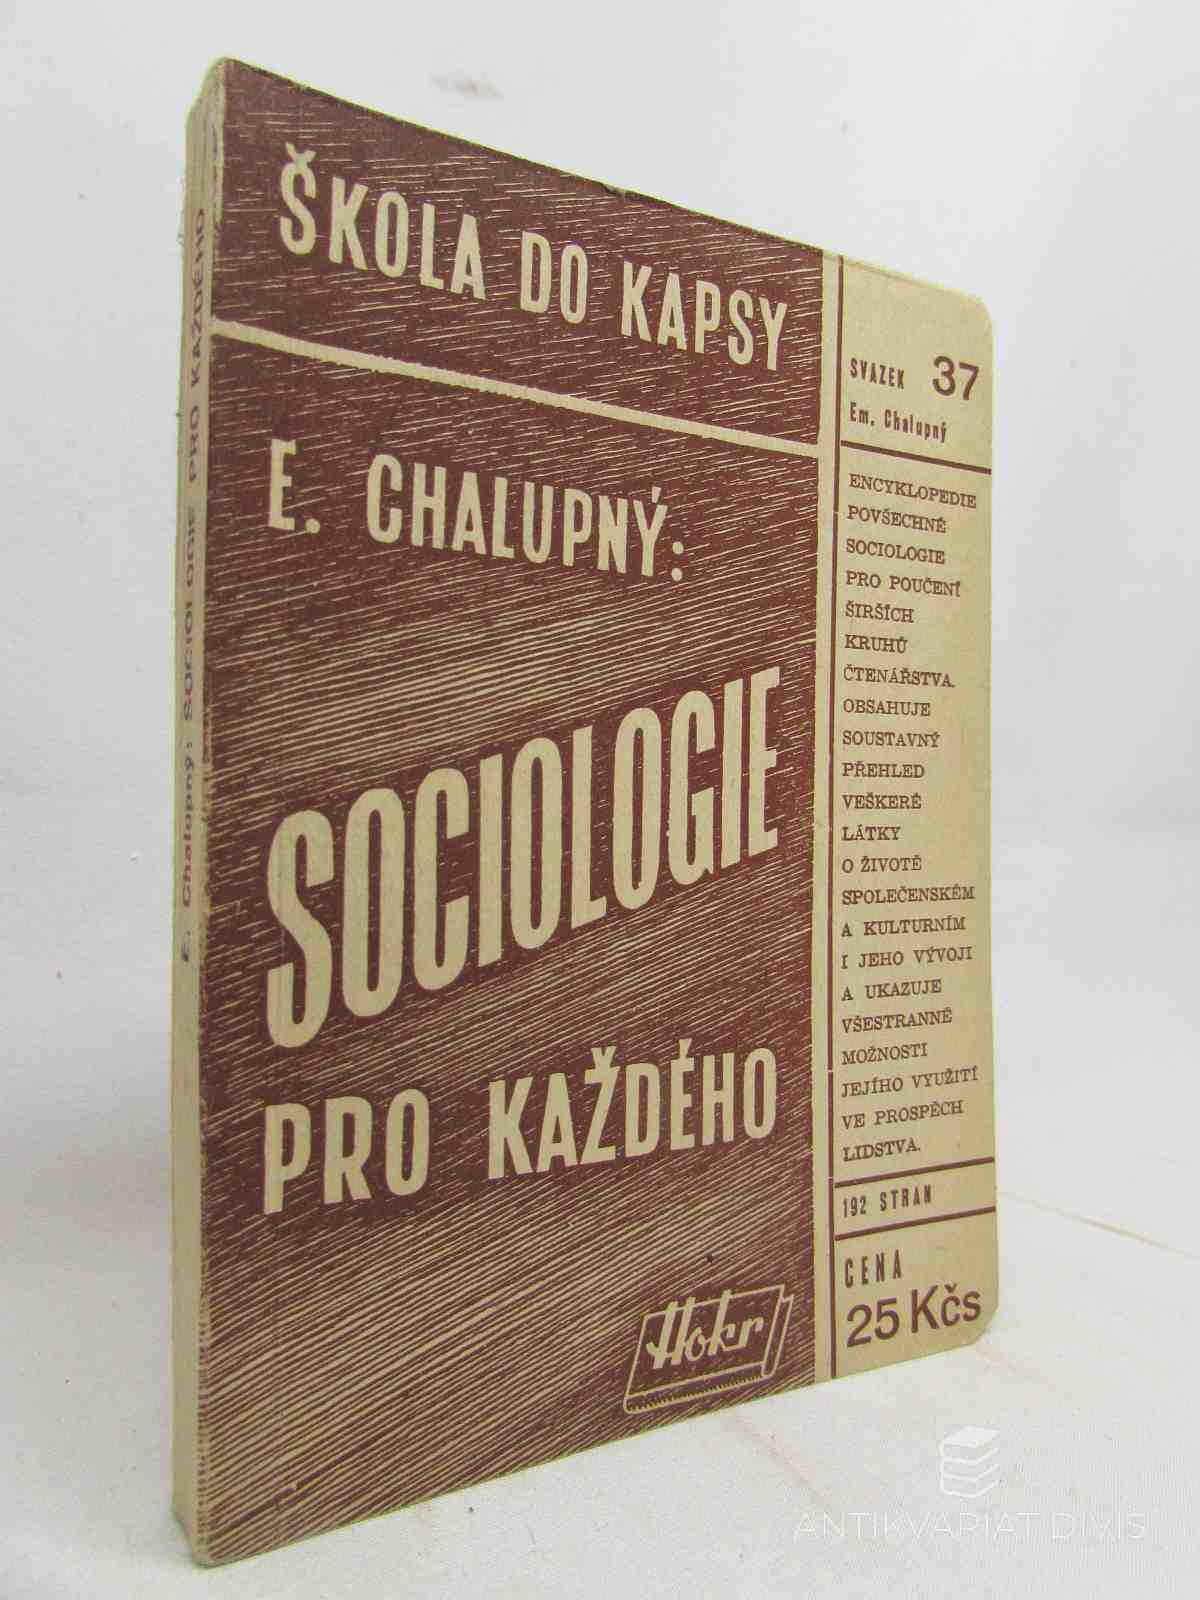 ŠKOLA DO KAPSY
E. CHALUPNÝ:
SOCIOLOGIE
PRO KAŽDÉHO
Hokr
SVAZEK 37
Em. Chalupný
ENCYKLOPEDIE
POVŠECHNÉ
SOCIOLOGIE
PRO POUČENÍ
ŠIRŠÍCH
KRUHŮ
ČTENÁŘSTVA.
OBSAHUJE
SOUSTAVNÝ
PŘEHLED
VEŠKERÉ
LÁTKY
O ŽIVOTĚ
SPOLEČENSKÉM
A KULTURNÍM
I JEHO VÝVOJI
A UKAZUJE
VŠESTRANNÉ
MOŽNOSTI
JEJÍHO VYUŽITÍ
VE PROSPĚCH
LIDSTVA.
192 STRAN
CENA
25 Kčs
E. Chalupný: SOCIOLOGIE PRO KAŽDÉHO
ANTIKVARIAT DIVIS